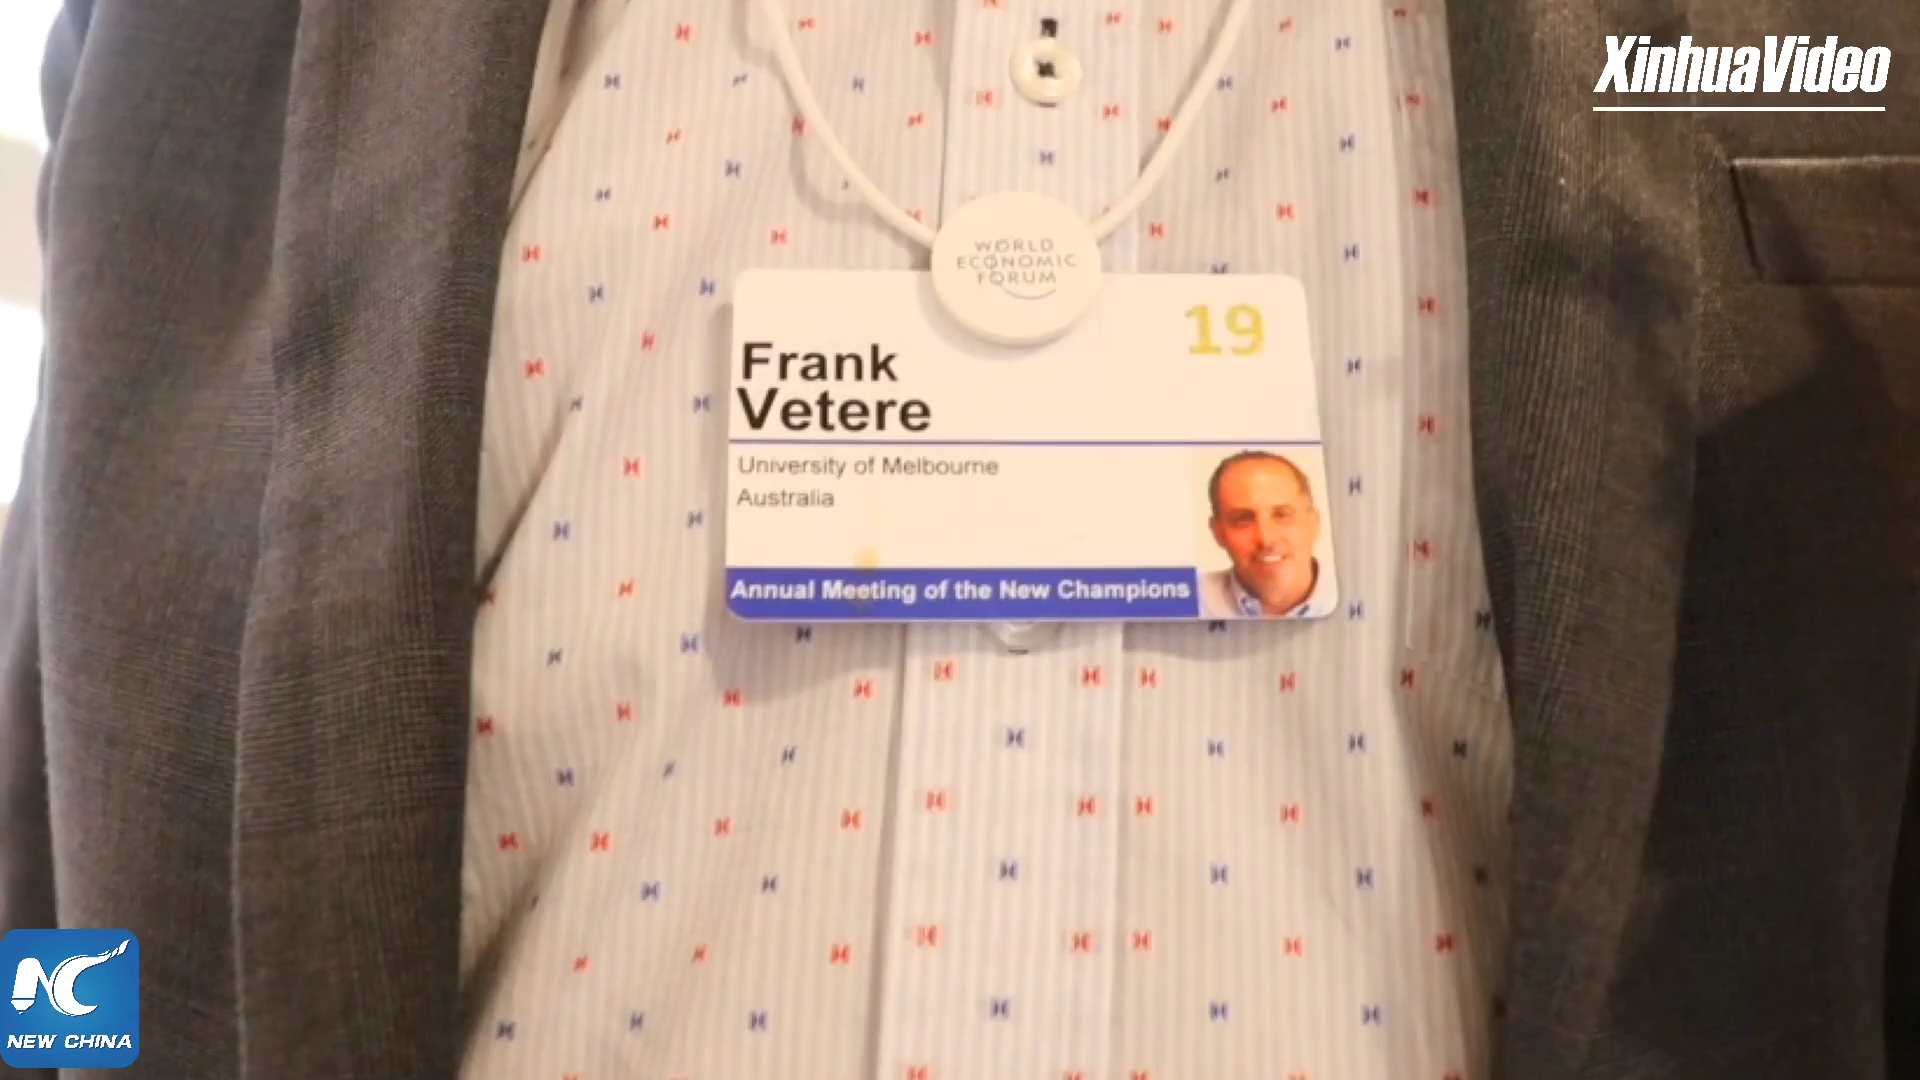 XinhuaVideo
WORLD
ECONOMIC
FORUM
19
Frank
Vetere
University of Melbourne
Australia
Annual Meeting of the New Champions
NC
NEW CHINA